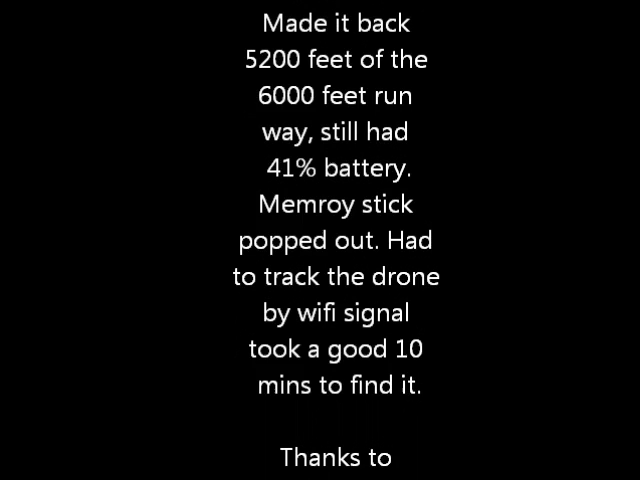 Made it back
5200 feet of the
6000 feet run
way, still had
41% battery.
Memroy stick
popped out. Had
to track the drone
by wifi signal
took a good 10
mins to find it.
Thanks to